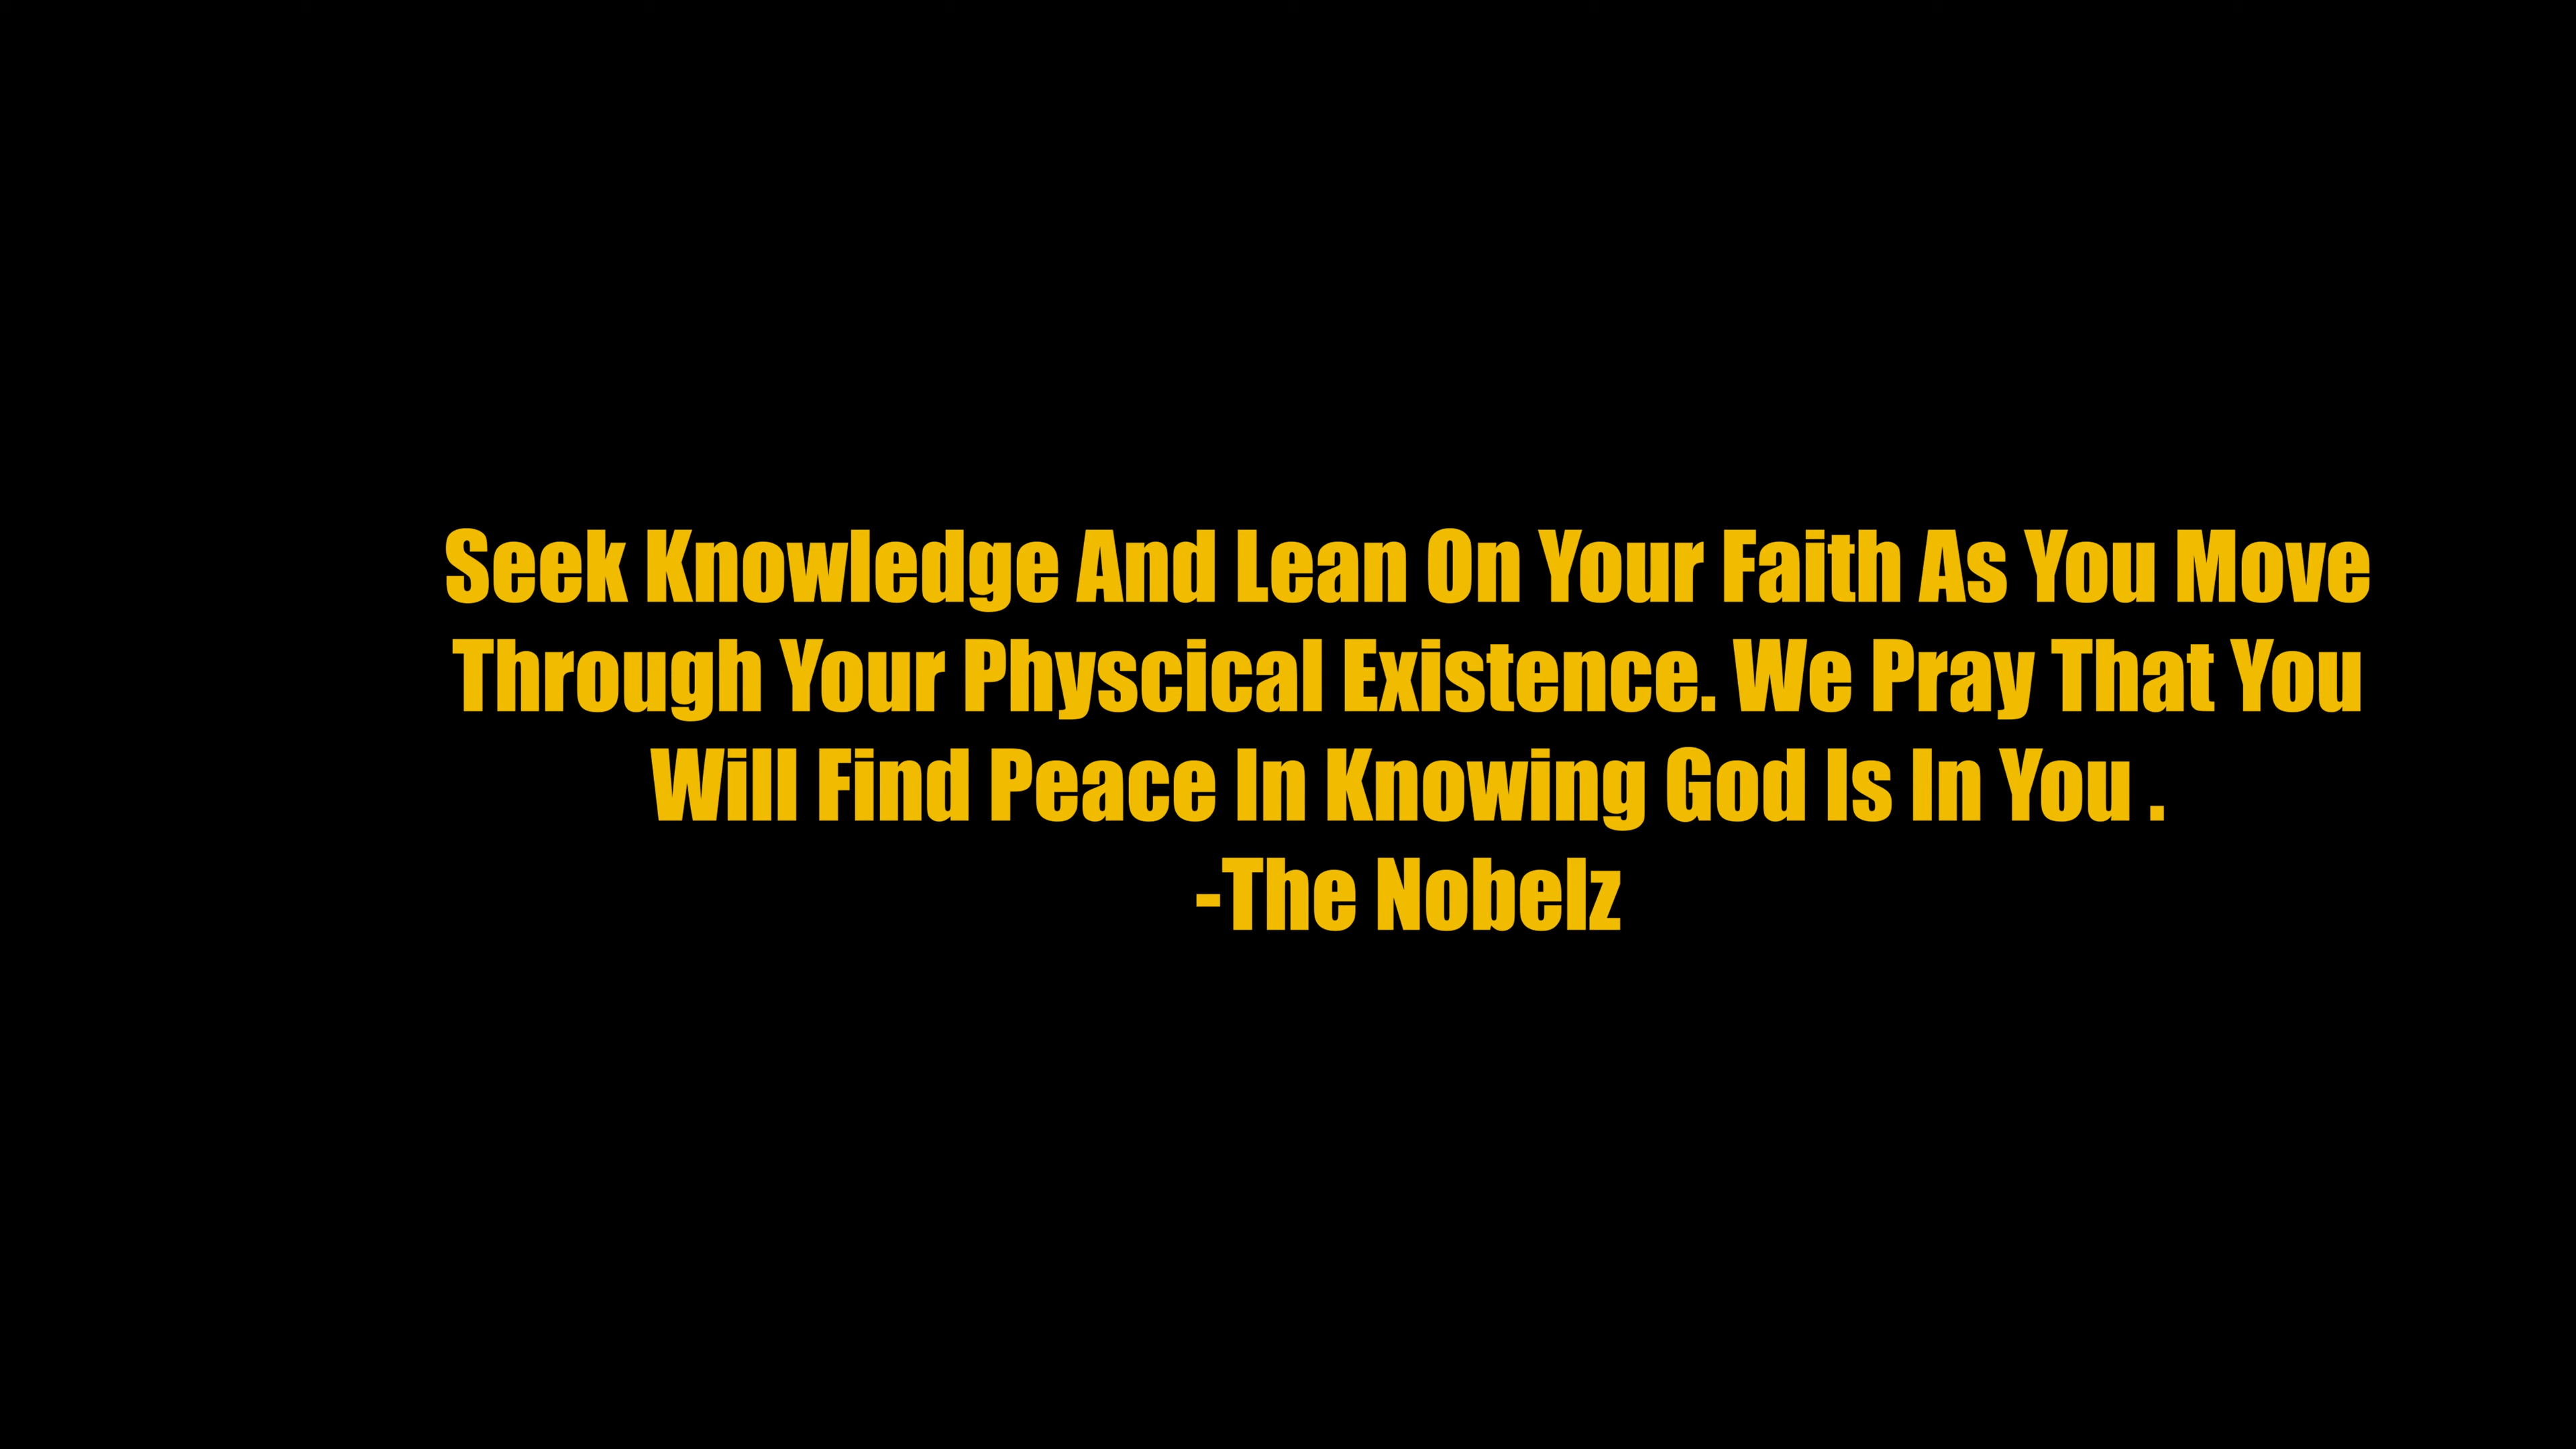 Seek Knowledge And Lean On Your Faith As You Move
Through Your Physcical Existence. We Pray That You
Will Find Peace In Knowing God Is In You .
-The Nobelz